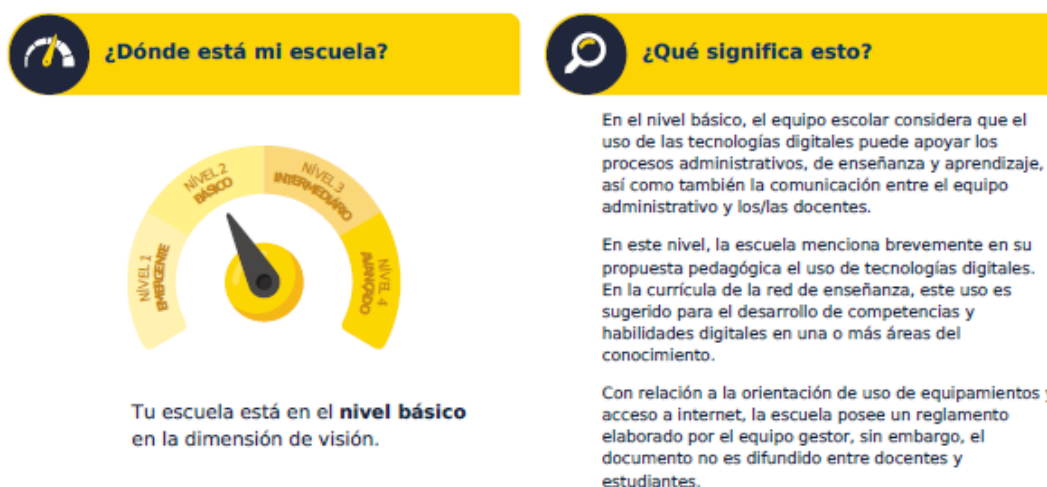 ¿Dónde está mi escuela?
NÍVEL 1
EMERGENTE
NÍVEL 2
BÁSICO
NÍVEL 3
INTERMEDIÁRIO
NÍVEL 4
AVANÇADO
Tu escuela está en el nivel básico
en la dimensión de visión.
¿Qué significa esto?
En el nivel básico, el equipo escolar considera que el
uso de las tecnologías digitales puede apoyar los
procesos administrativos, de enseñanza y aprendizaje,
así como también la comunicación entre el equipo
administrativo y los/las docentes.
En este nivel, la escuela menciona brevemente en su
propuesta pedagógica el uso de tecnologías digitales.
En la currícula de la red de enseñanza, este uso es
sugerido para el desarrollo de competencias y
habilidades digitales en una o más áreas del
conocimiento.
Con relación a la orientación de uso de equipamientos y
acceso a internet, la escuela posee un reglamento
elaborado por el equipo gestor, sin embargo, el
documento no es difundido entre docentes y
estudiantes.